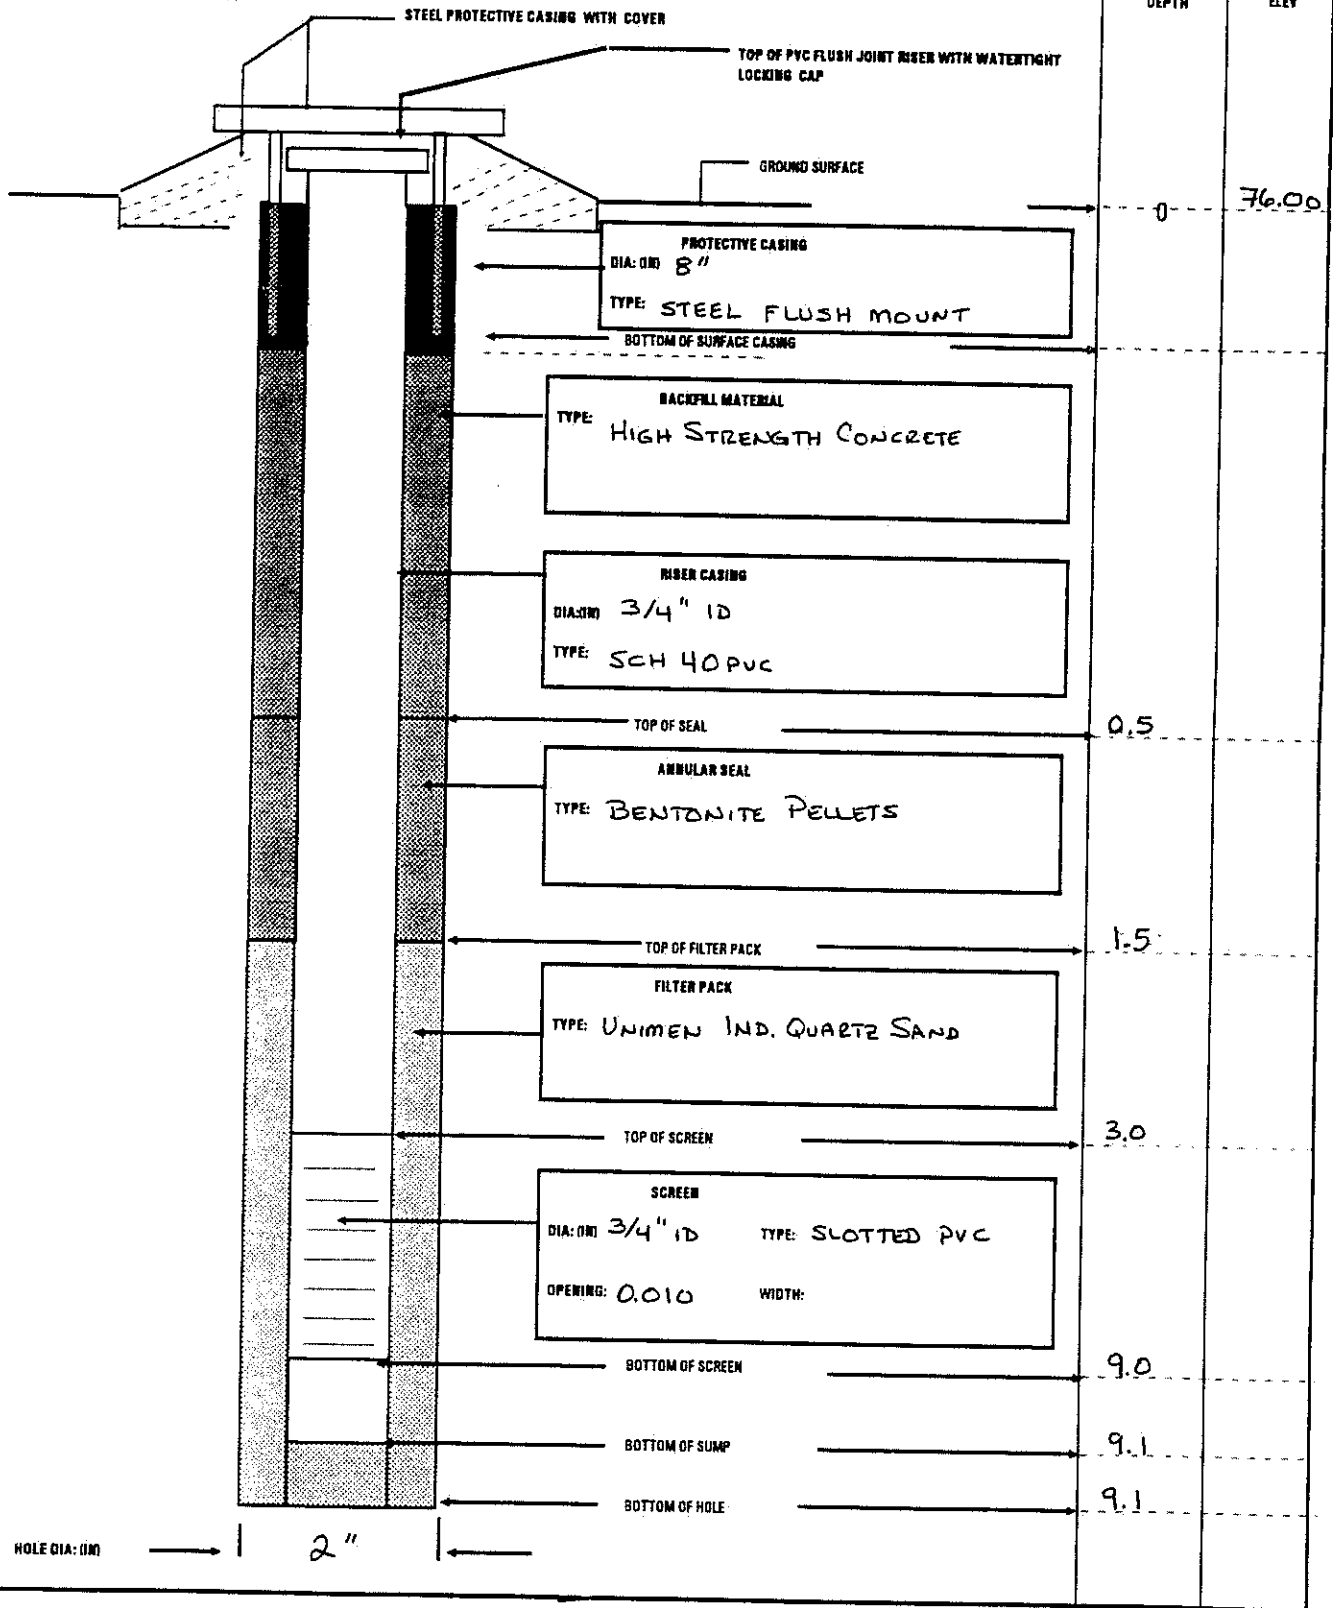 DEPTH ELEV
STEEL PROTECTIVE CASING WITH COVER
TOP OF PVC FLUSH JOINT RISER WITH WATERTIGHT
LOCKING CAP
GROUND SURFACE
0 76.00
PROTECTIVE CASING
DIA: (IN) 8"
TYPE: STEEL FLUSH MOUNT
BOTTOM OF SURFACE CASING
BACKFILL MATERIAL
TYPE: HIGH STRENGTH CONCRETE
RISER CASING
DIA:(IN) 3/4" ID
TYPE: SCH 40 PVC
TOP OF SEAL 0.5
ANNULAR SEAL
TYPE: BENTONITE PELLETS
TOP OF FILTER PACK 1.5
FILTER PACK
TYPE: UNIMEN IND. QUARTZ SAND
TOP OF SCREEN 3.0
SCREEN
DIA: (IN) 3/4" ID TYPE: SLOTTED PVC
OPENING: 0.010 WIDTH:
BOTTOM OF SCREEN 9.0
BOTTOM OF SUMP 9.1
BOTTOM OF HOLE 9.1
HOLE DIA: (IN) 2"